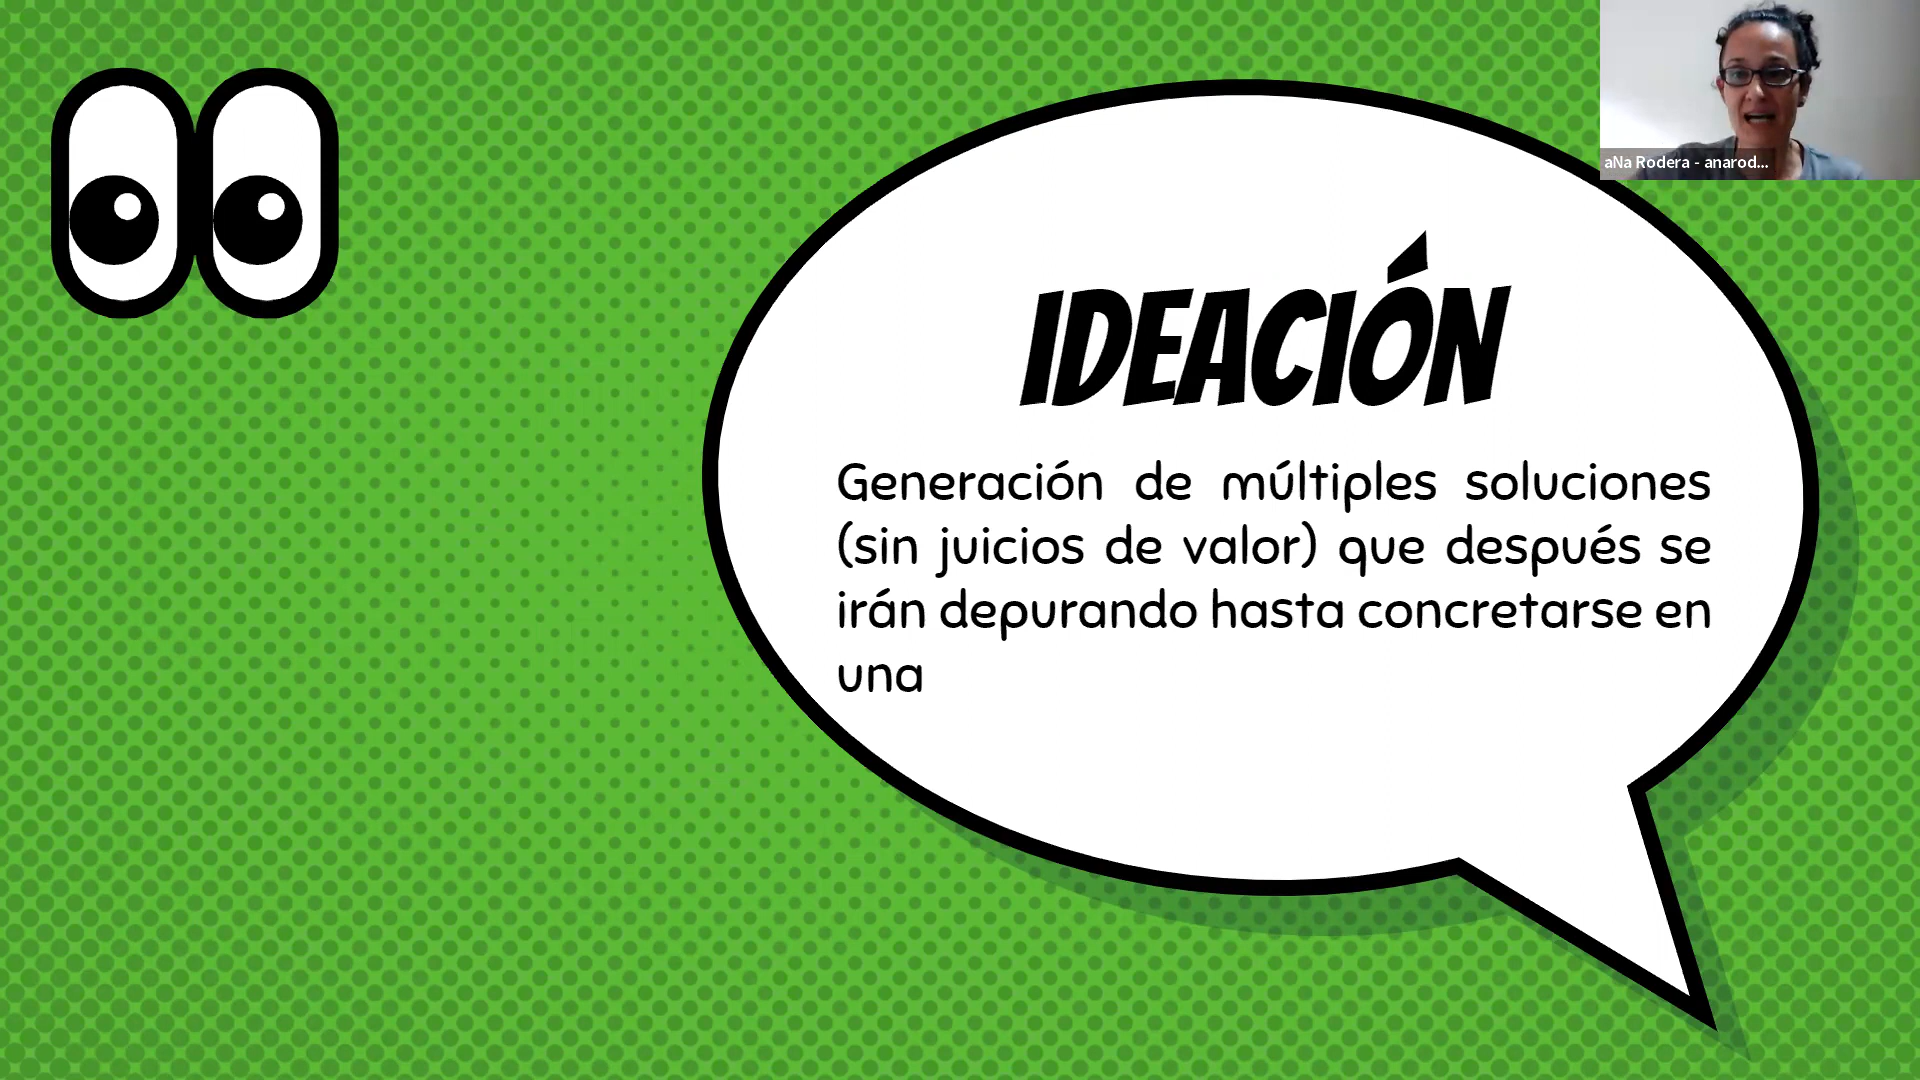 aNa Rodera - anarod...
IDEACIÓN
Generación de múltiples soluciones
(sin juicios de valor) que después se
irán depurando hasta concretarse en
una